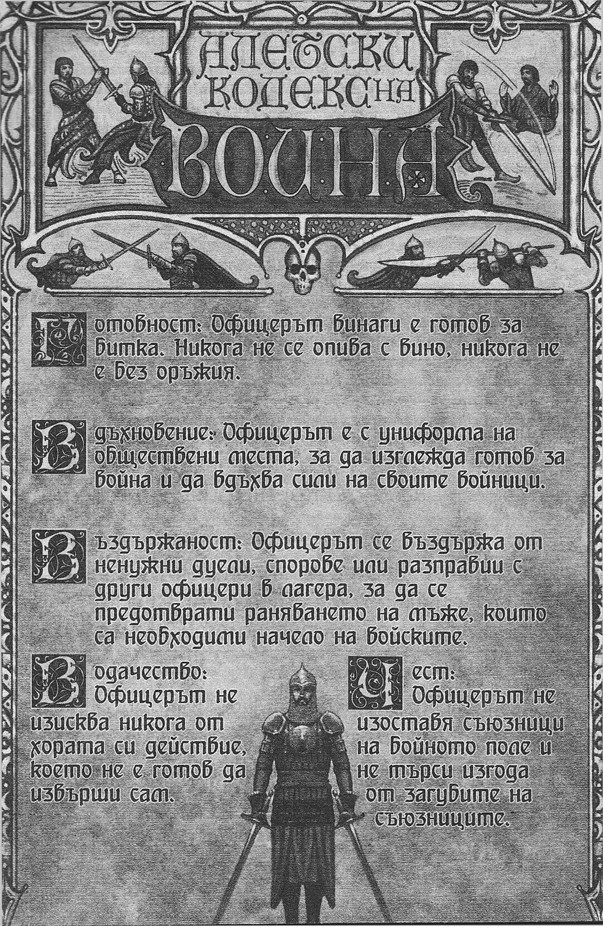 АЛЕТСКИ
КОДЕКС НА
ВОЙНА
Готовност: Офицерът винаги е готов за
битка. Никога не се опива с вино, никога не
е без оръжия.
Вдъхновение: Офицерът е с униформа на
обществени места, за да изглежда готов за
война и да вдъхва сили на своите войници.
Въздържаност: Офицерът се въздържа от
ненужни дуели, спорове или разправии с
други офицери в лагера, за да се
предотврати раняването на мъже, които
са необходими начело на войските.
Водачество:
Офицерът не
изисква никога от
хората си действие,
което не е готов да
извърши сам.
Чест:
Офицерът не
изоставя съюзници
на бойното поле и
не търси изгода
от загубите на
съюзниците.